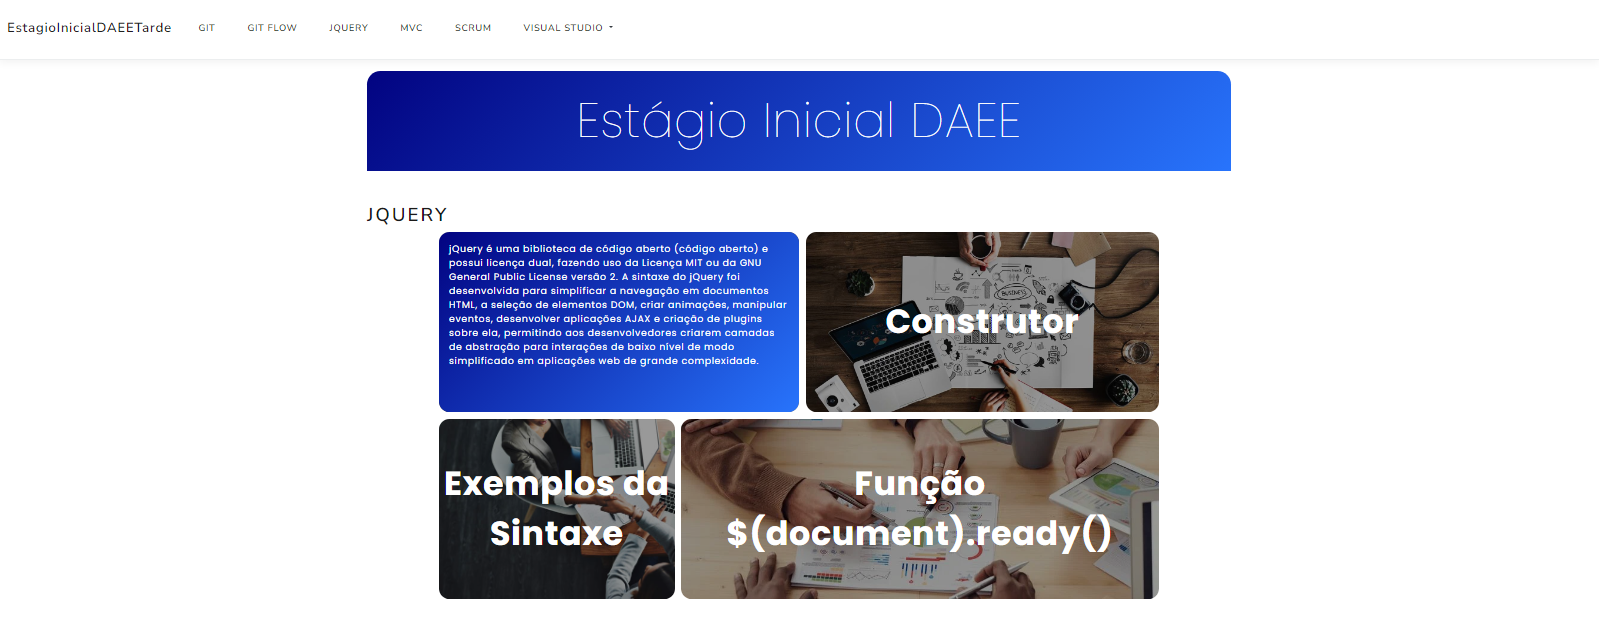 EstagioInicialDAEETarde GIT GIT FLOW JQUERY MVC SCRUM VISUAL STUDIO
Estágio Inicial DAEE
JQUERY
jQuery é uma biblioteca de código aberto (código aberto) e
possui licença dual, fazendo uso da Licença MIT ou da GNU
General Public License versão 2. A sintaxe do jQuery foi
desenvolvida para simplificar a navegação em documentos
HTML, a seleção de elementos DOM, criar animações, manipular
eventos, desenvolver aplicações AJAX e criação de plugins
sobre ela, permitindo aos desenvolvedores criarem camadas
de abstração para interações de baixo nível de modo
simplificado em aplicações web de grande complexidade.
BUSINESS
Construtor
Exemplos da
Sintaxe
Função
$(document).ready()